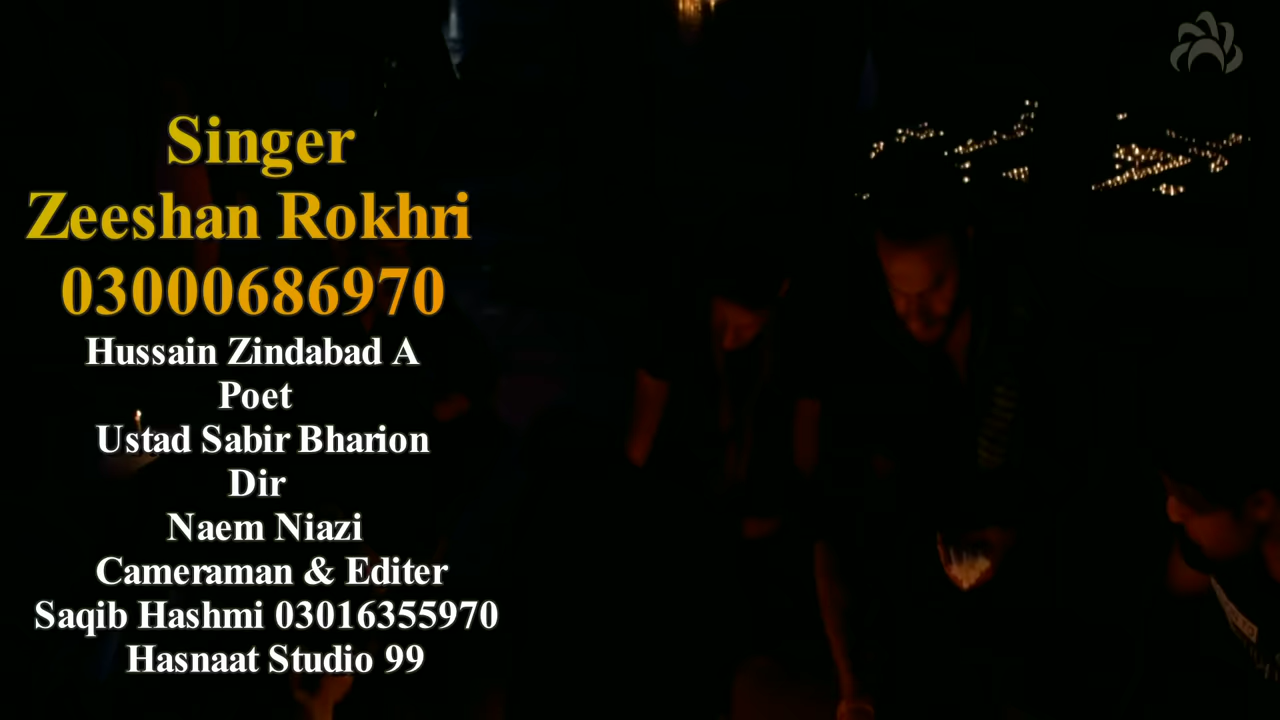 Singer
Zeeshan Rokhri
03000686970
Hussain Zindabad A
Poet
Ustad Sabir Bharion
Dir
Naem Niazi
Cameraman & Editer
Saqib Hashmi 03016355970
Hasnaat Studio 99